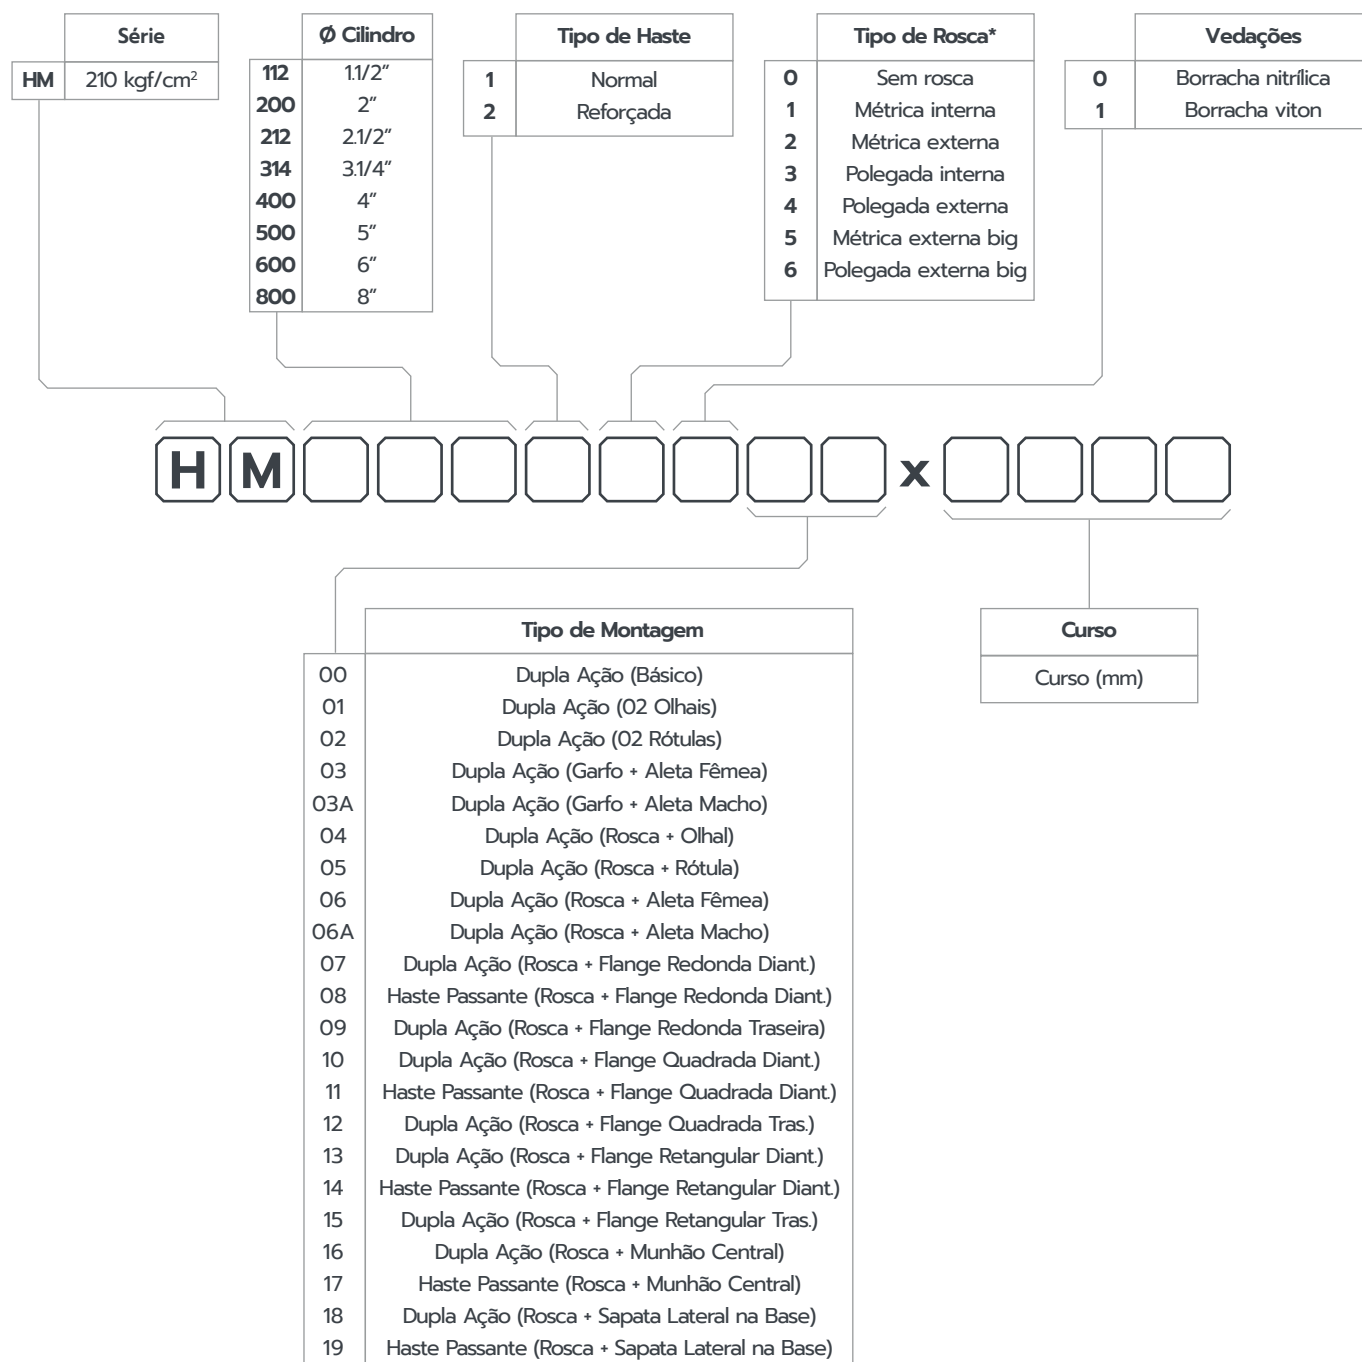 Série
HM 210 kgf/cm²
Ø Cilindro
112 1.1/2”
200 2”
212 2.1/2”
314 3.1/4”
400 4”
500 5”
600 6”
800 8”
Tipo de Haste
1 Normal
2 Reforçada
Tipo de Rosca*
0 Sem rosca
1 Métrica interna
2 Métrica externa
3 Polegada interna
4 Polegada externa
5 Métrica externa big
6 Polegada externa big
Vedações
0 Borracha nitrílica
1 Borracha viton
H M x
Tipo de Montagem
00 Dupla Ação (Básico)
01 Dupla Ação (02 Olhais)
02 Dupla Ação (02 Rótulas)
03 Dupla Ação (Garfo + Aleta Fêmea)
03A Dupla Ação (Garfo + Aleta Macho)
04 Dupla Ação (Rosca + Olhal)
05 Dupla Ação (Rosca + Rótula)
06 Dupla Ação (Rosca + Aleta Fêmea)
06A Dupla Ação (Rosca + Aleta Macho)
07 Dupla Ação (Rosca + Flange Redonda Diant.)
08 Haste Passante (Rosca + Flange Redonda Diant.)
09 Dupla Ação (Rosca + Flange Redonda Traseira)
10 Dupla Ação (Rosca + Flange Quadrada Diant.)
11 Haste Passante (Rosca + Flange Quadrada Diant.)
12 Dupla Ação (Rosca + Flange Quadrada Tras.)
13 Dupla Ação (Rosca + Flange Retangular Diant.)
14 Haste Passante (Rosca + Flange Retangular Diant.)
15 Dupla Ação (Rosca + Flange Retangular Tras.)
16 Dupla Ação (Rosca + Munhão Central)
17 Haste Passante (Rosca + Munhão Central)
18 Dupla Ação (Rosca + Sapata Lateral na Base)
19 Haste Passante (Rosca + Sapata Lateral na Base)
Curso
Curso (mm)